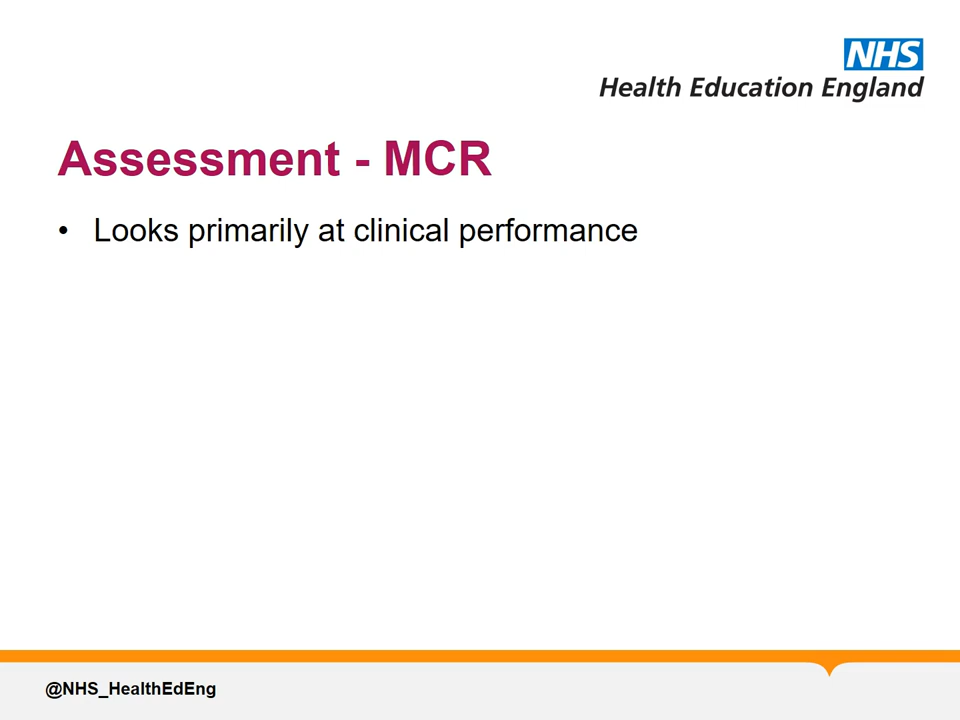 NHS
Health Education England
Assessment - MCR
• Looks primarily at clinical performance
@NHS_HealthEdEng